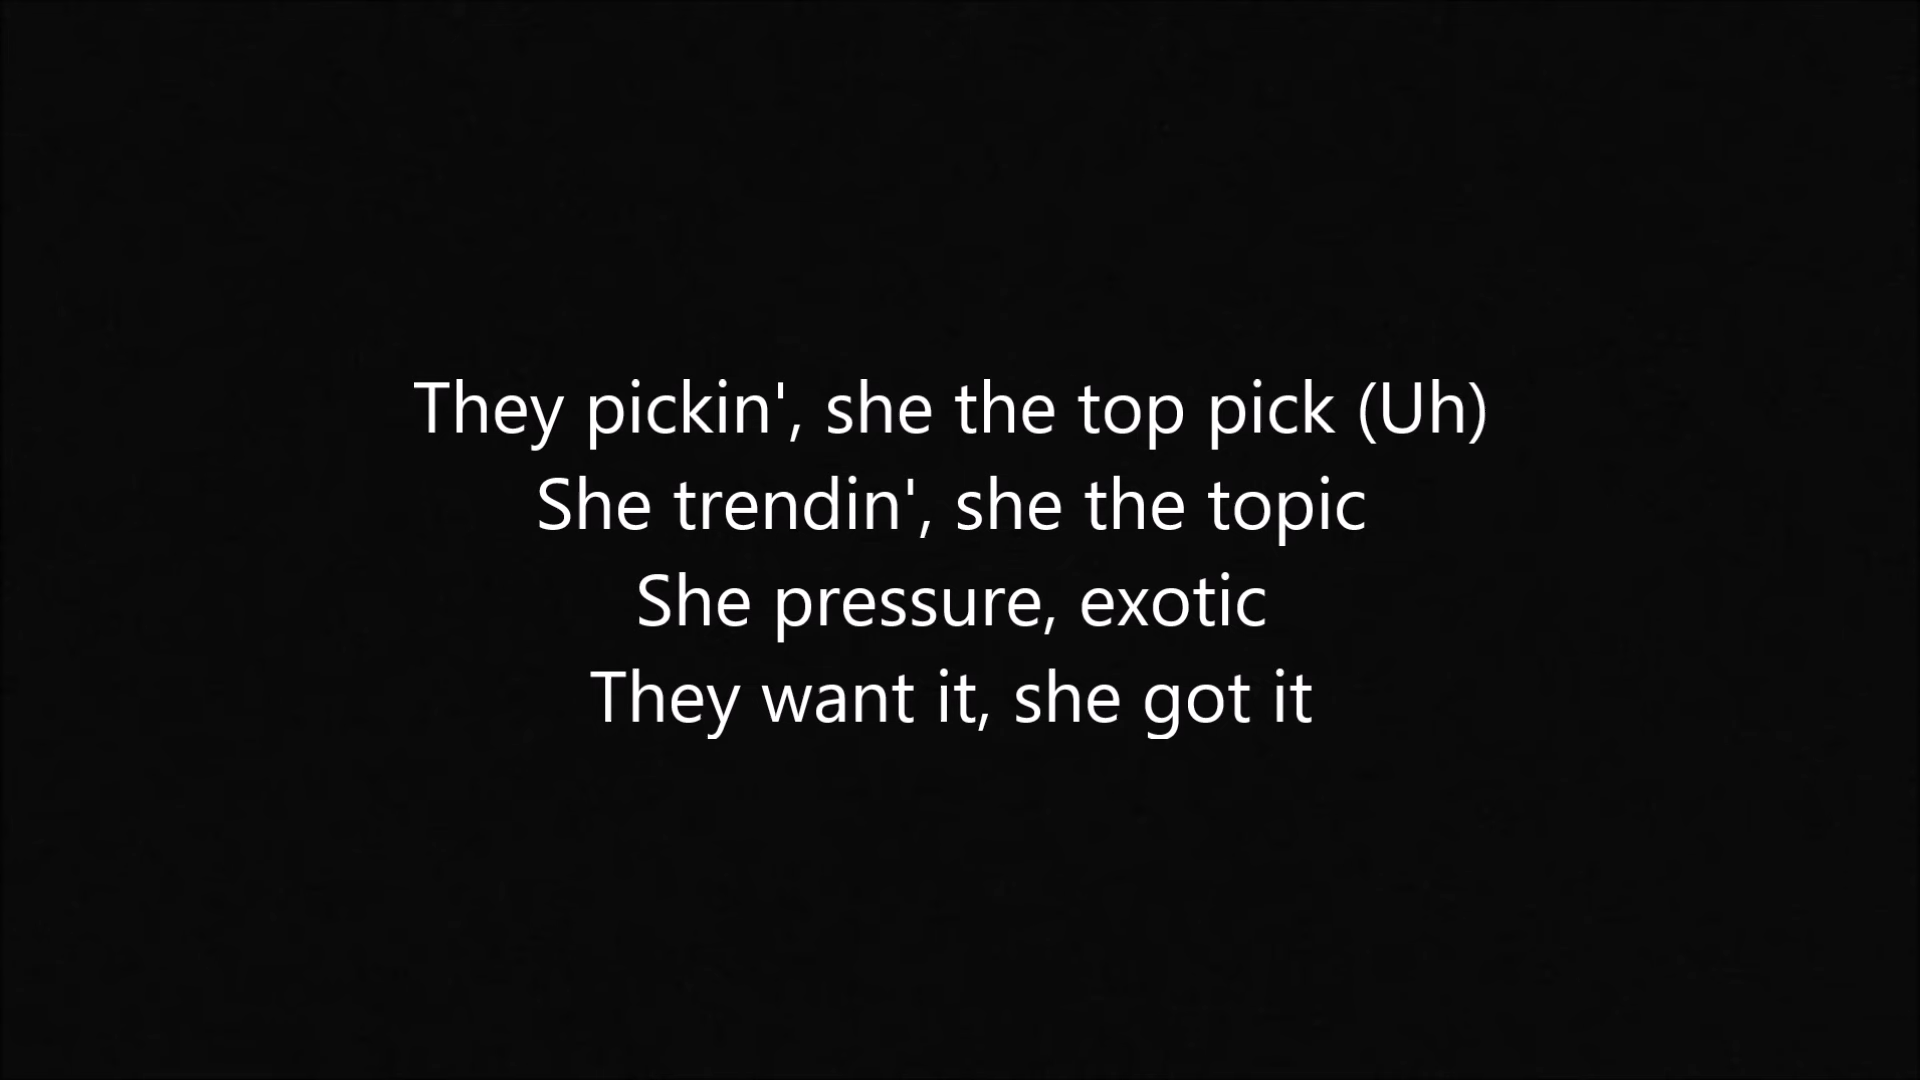 They pickin', she the top pick (Uh)
She trendin', she the topic
She pressure, exotic
They want it, she got it